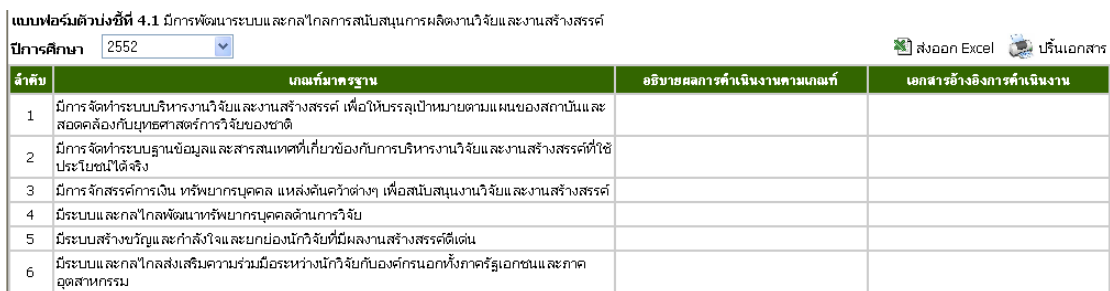 แบบฟอร์มตัวบ่งชี้ที่ 4.1 มีการพัฒนาระบบและกลไกลการสนับสนุนการผลิตงานวิจัยและงานสร้างสรรค์
ปีการศึกษา 2552 ส่งออก Excel ปริ้นเอกสาร
ลำดับ เกณฑ์มาตรฐาน อธิบายผลการดำเนินงานตามเกณฑ์ เอกสารอ้างอิงการดำเนินงาน
1 มีการจัดทำระบบบริหารงานวิจัยและงานสร้างสรรค์ เพื่อให้บรรลุเป้าหมายตามแผนของสถาบันและ
สอดคล้องกับยุทธศาสตร์การวิจัยของชาติ
2 มีการจัดทำระบบฐานข้อมูลและสารสนเทศที่เกี่ยวข้องกับการบริหารงานวิจัยและงานสร้างสรรค์ที่ใช้
ประโยชน์ได้จริง
3 มีการจักสรรค์การเงิน ทรัพยากรบุคคล แหล่งค้นคว้าต่างๆ เพื่อสนับสนุนงานวิจัยและงานสร้างสรรค์
4 มีระบบและกลไกลพัฒนาทรัพยากรบุคคลด้านการวิจัย
5 มีระบบสร้างขวัญและกำลังใจและยกย่องนักวิจัยที่มีผลงานสร้างสรรค์ดีเด่น
6 มีระบบและกลไกลส่งเสริมความร่วมมือระหว่างนักวิจัยกับองค์กรนอกทั้งภาครัฐเอกชนและภาค
อุตสาหกรรม